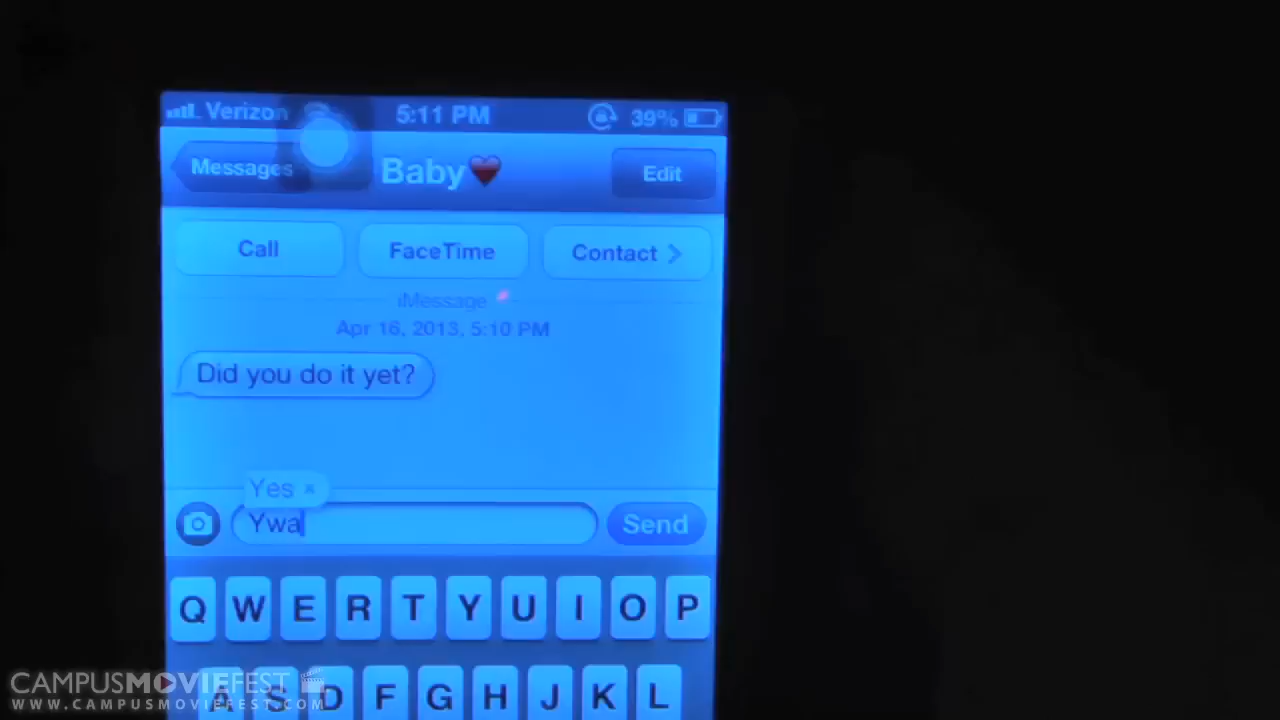 Verizon 5:11 PM 39%
Messages Baby❤ Edit
Call FaceTime Contact >
iMessage
Apr 16, 2013, 5:10 PM
Did you do it yet?
Yes ×
Ywa Send
Q W E R T Y U I O P
A S D F G H J K L
CAMPUSMOVIEFEST
WWW.CAMPUSMOVIEFEST.COM